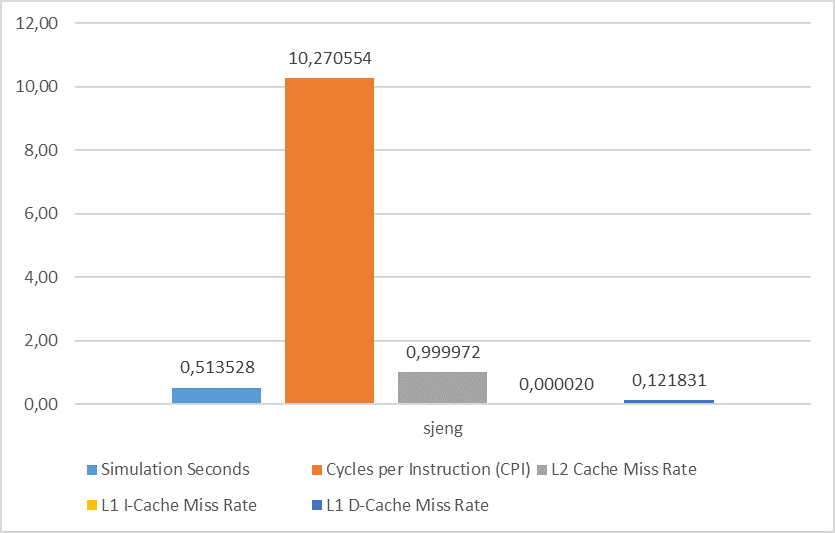 12,00
10,270554
10,00
8,00
6,00
4,00
2,00
0,999972
0,513528
0,000020
0,121831
0,00
sjeng
Simulation Seconds
Cycles per Instruction (CPI)
L2 Cache Miss Rate
L1 I-Cache Miss Rate
L1 D-Cache Miss Rate